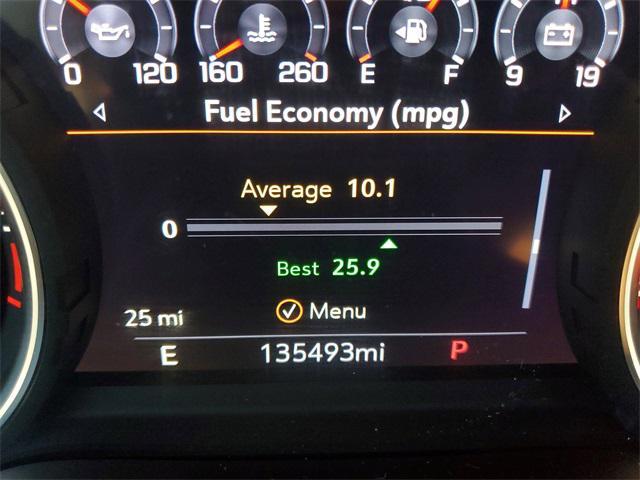 0 120 160 260 E F 9 19
Fuel Economy (mpg)
Average 10.1
0
Best 25.9
25 mi Menu
E 135493mi P